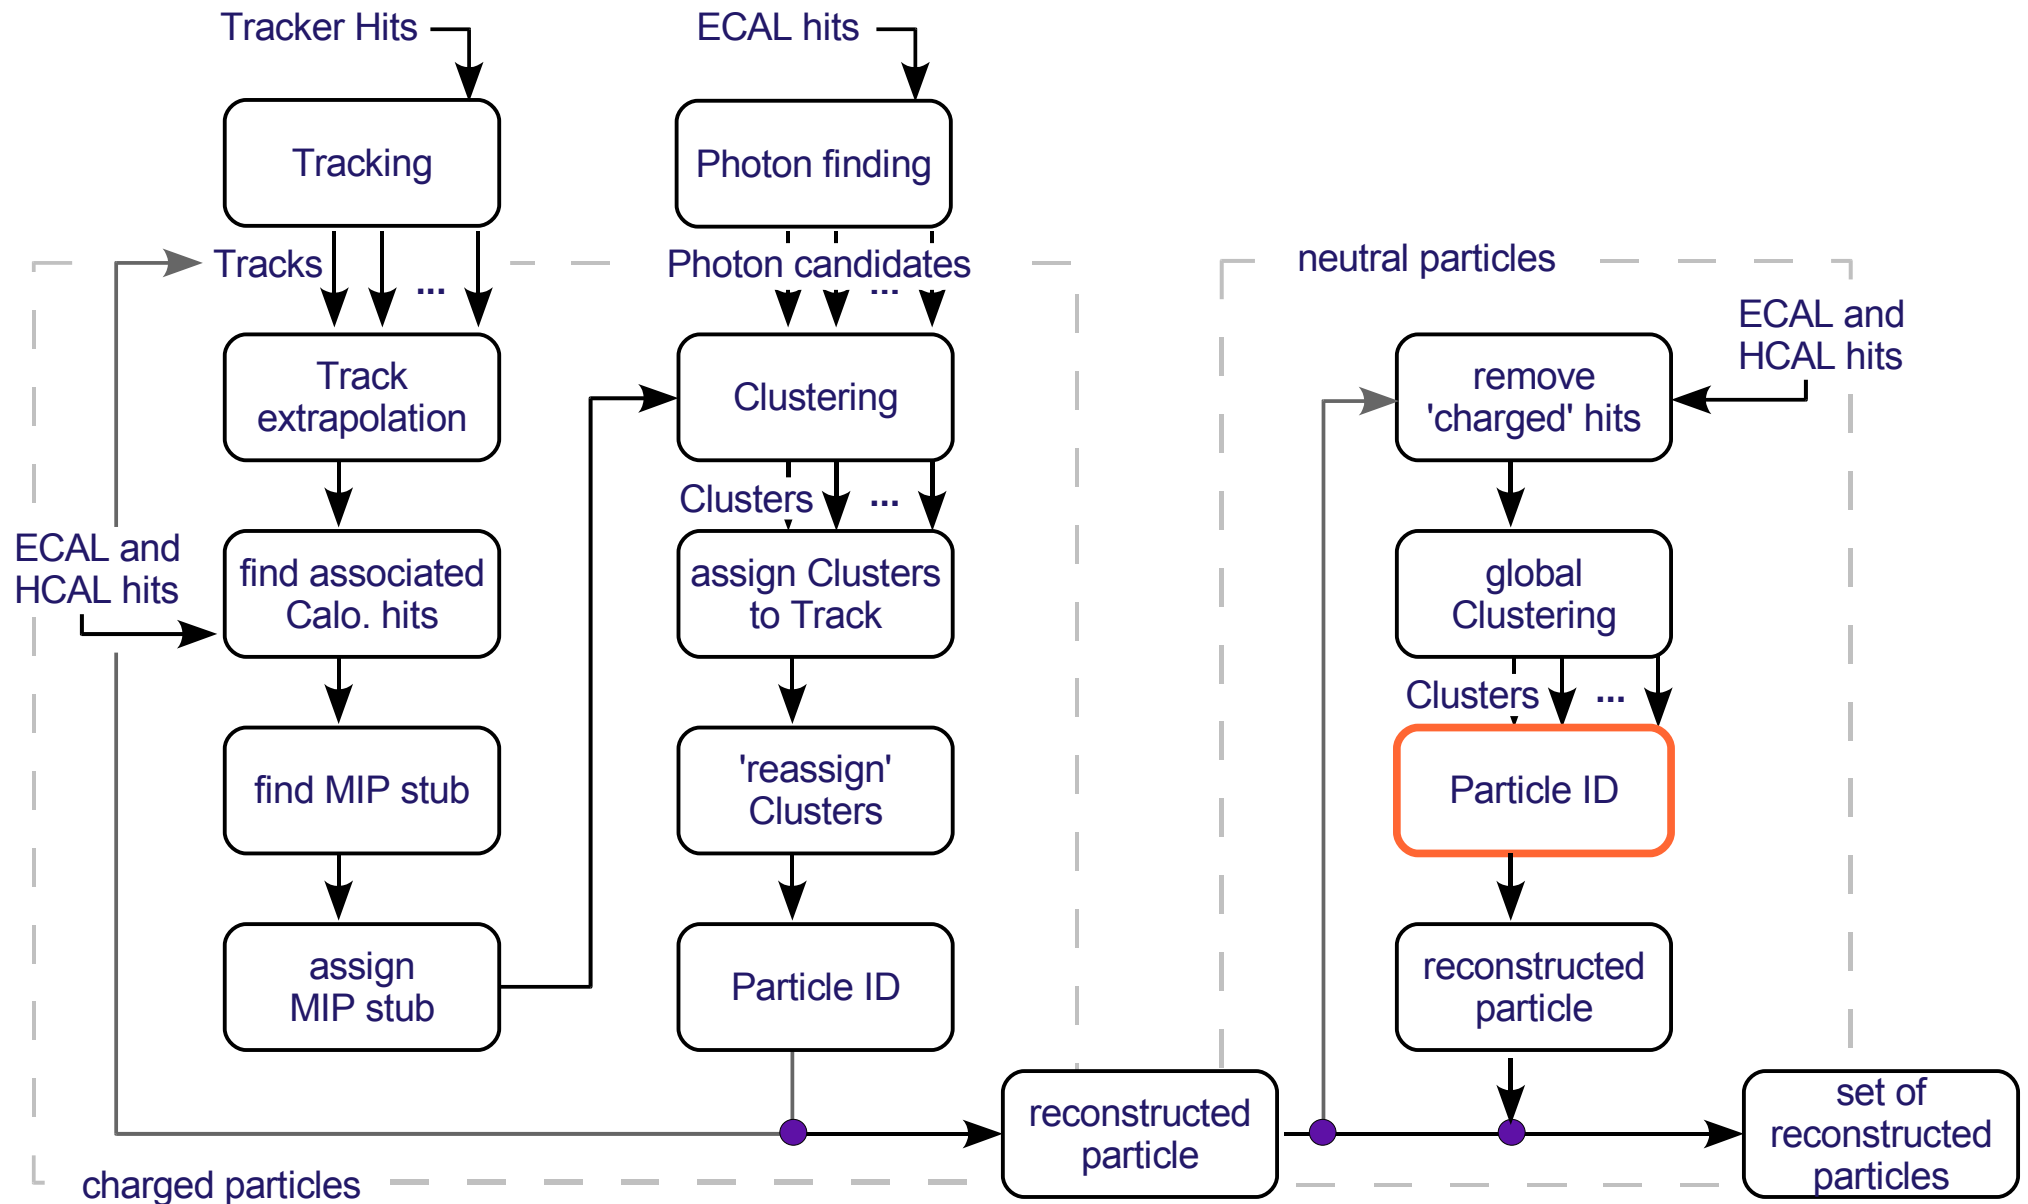 Tracker Hits
ECAL hits
Tracking
Photon finding
Tracks
...
Photon candidates
...
neutral particles
ECAL and
HCAL hits
Track
extrapolation
Clustering
remove
'charged' hits
Clusters
...
ECAL and
HCAL hits
find associated
Calo. hits
assign Clusters
to Track
global
Clustering
Clusters
...
find MIP stub
'reassign'
Clusters
Particle ID
assign
MIP stub
Particle ID
reconstructed
particle
reconstructed
particle
set of
reconstructed
particles
charged particles